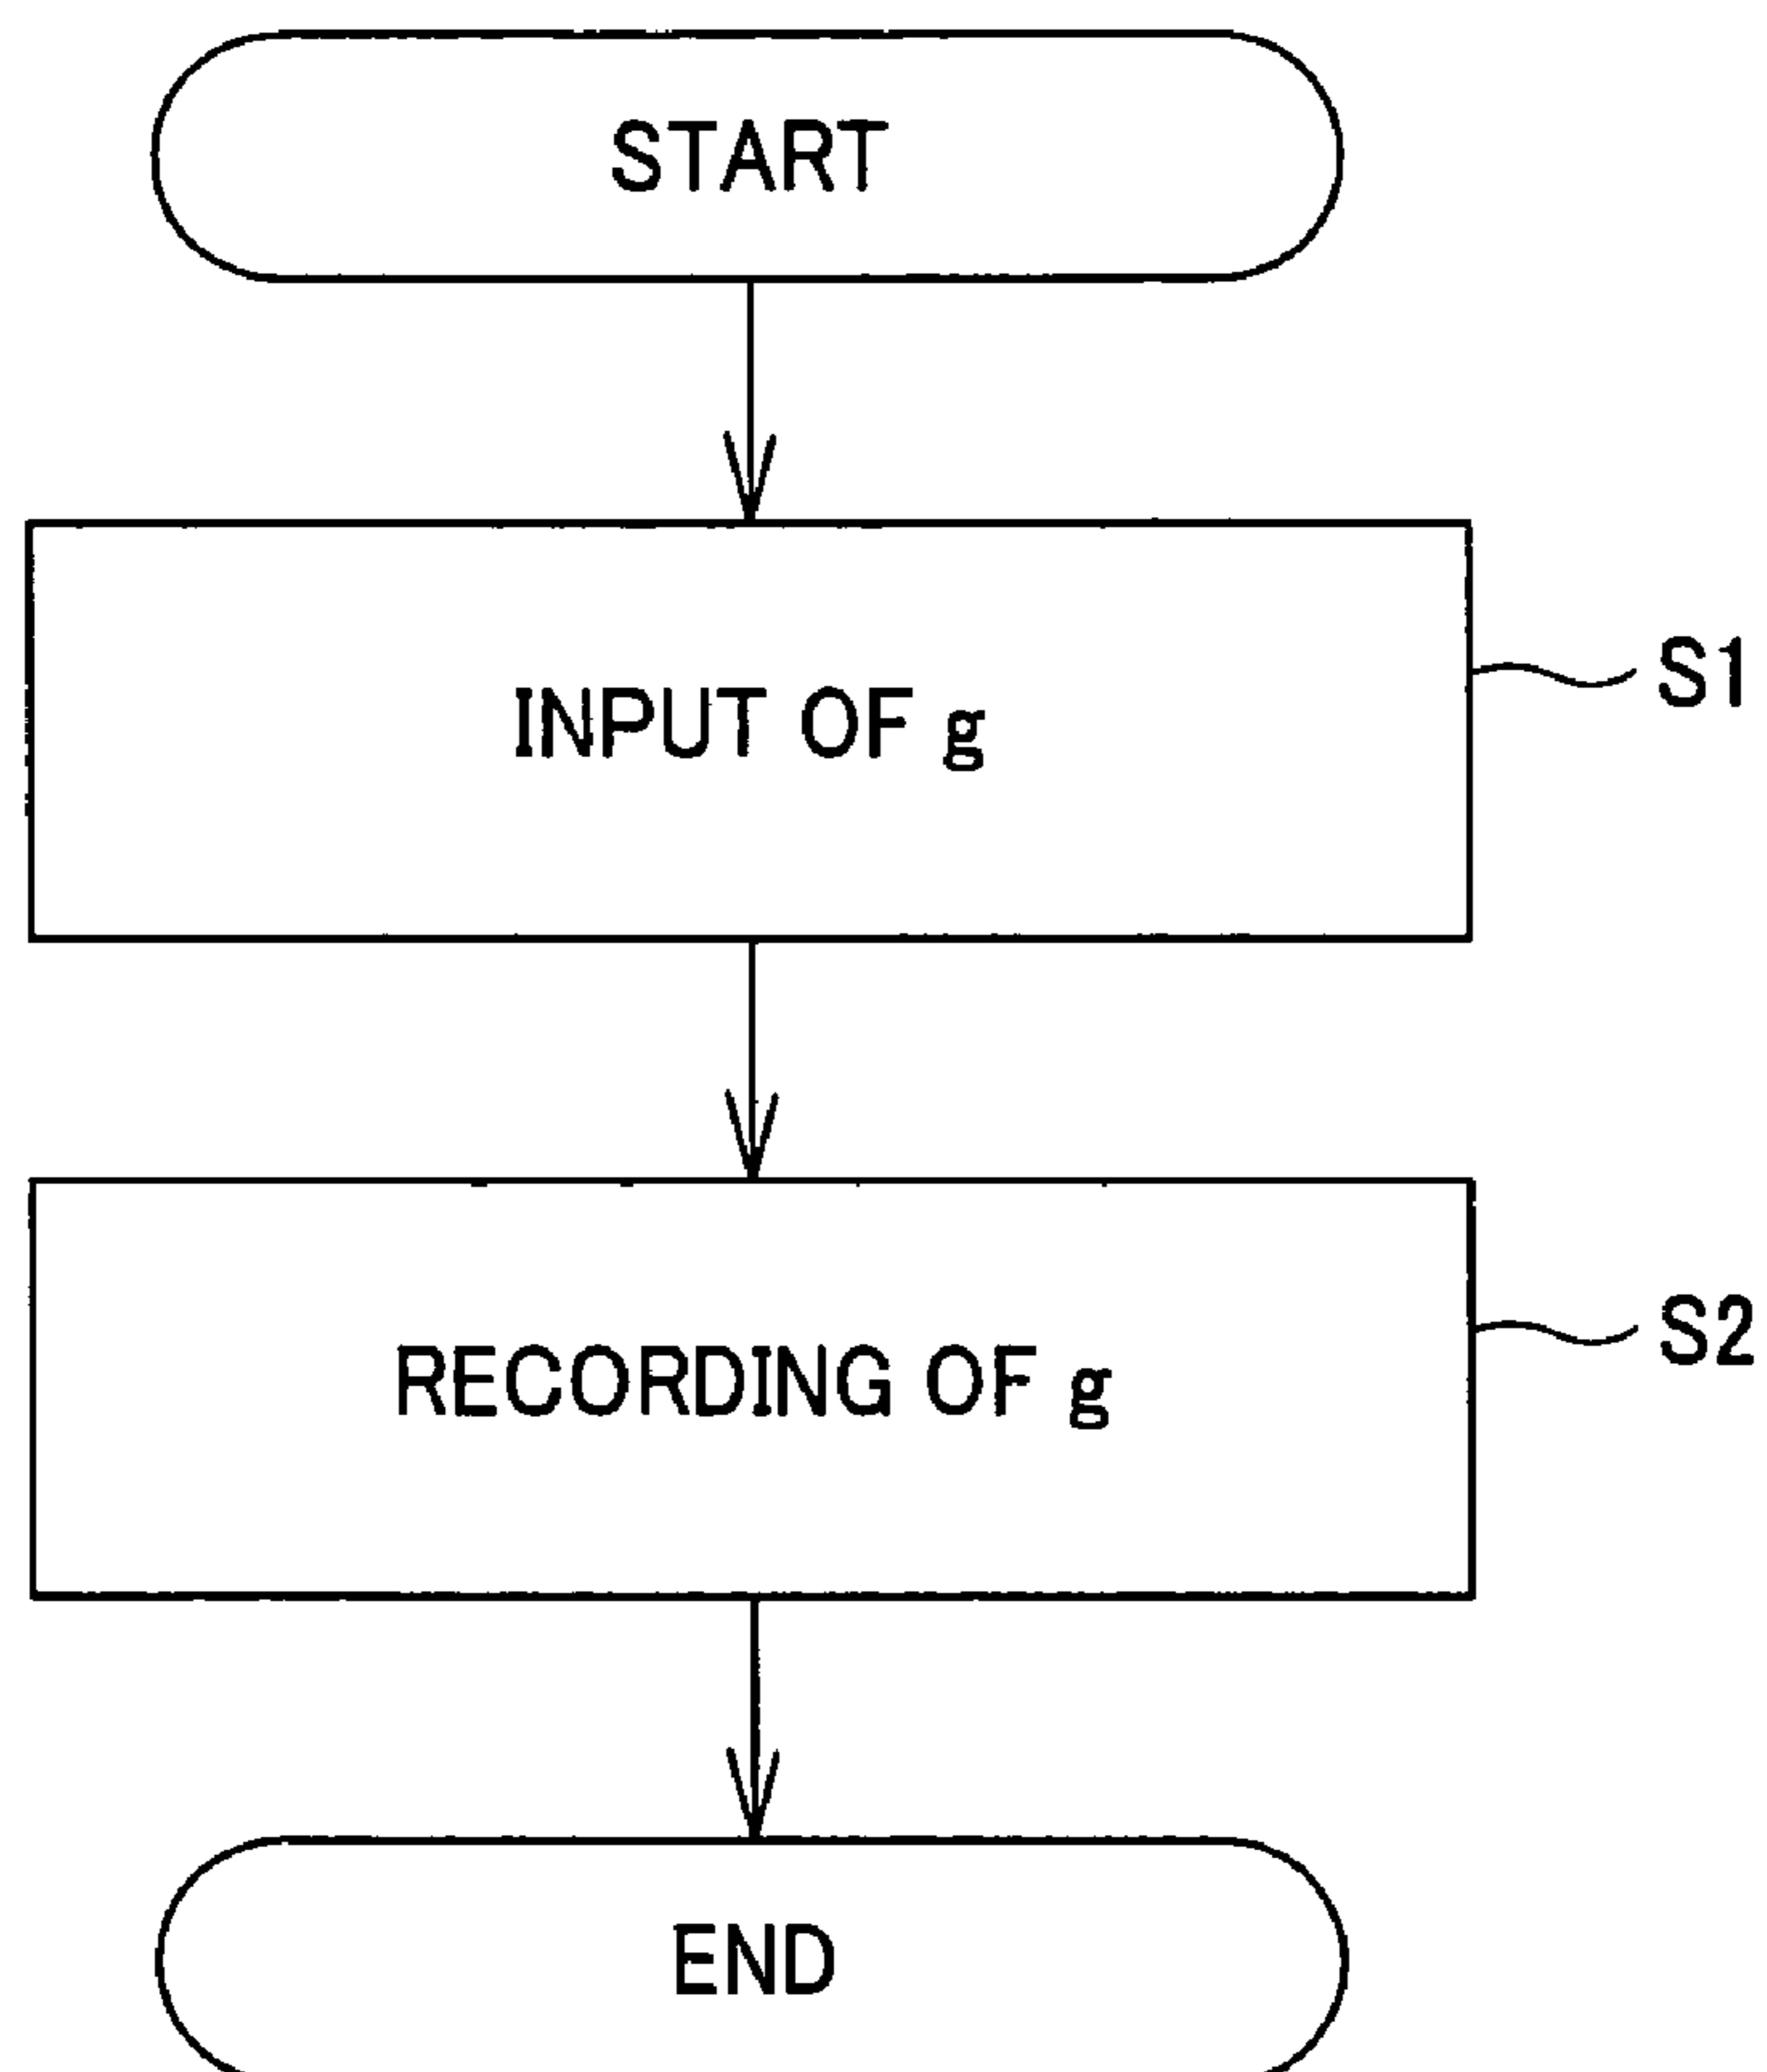 START
INPUT OF g
S1
RECORDING OF g
S2
END